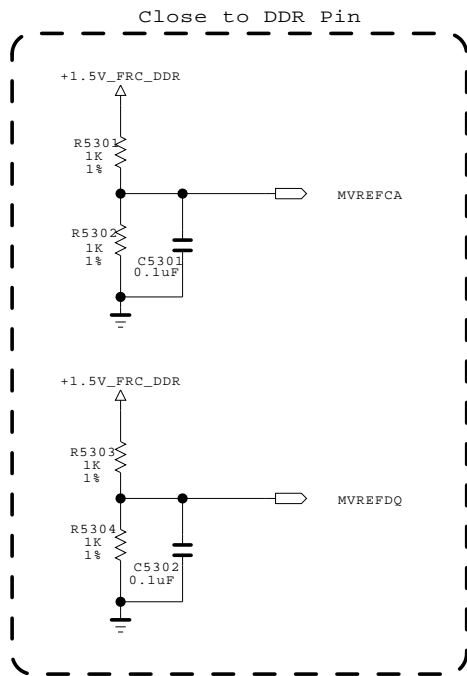 Close to DDR Pin
+1.5V_FRC_DDR
R5301
1K
1%
MVREFCA
R5302
1K
1%
C5301
0.1uF
+1.5V_FRC_DDR
R5303
1K
1%
MVREFDQ
R5304
1K
1%
C5302
0.1uF